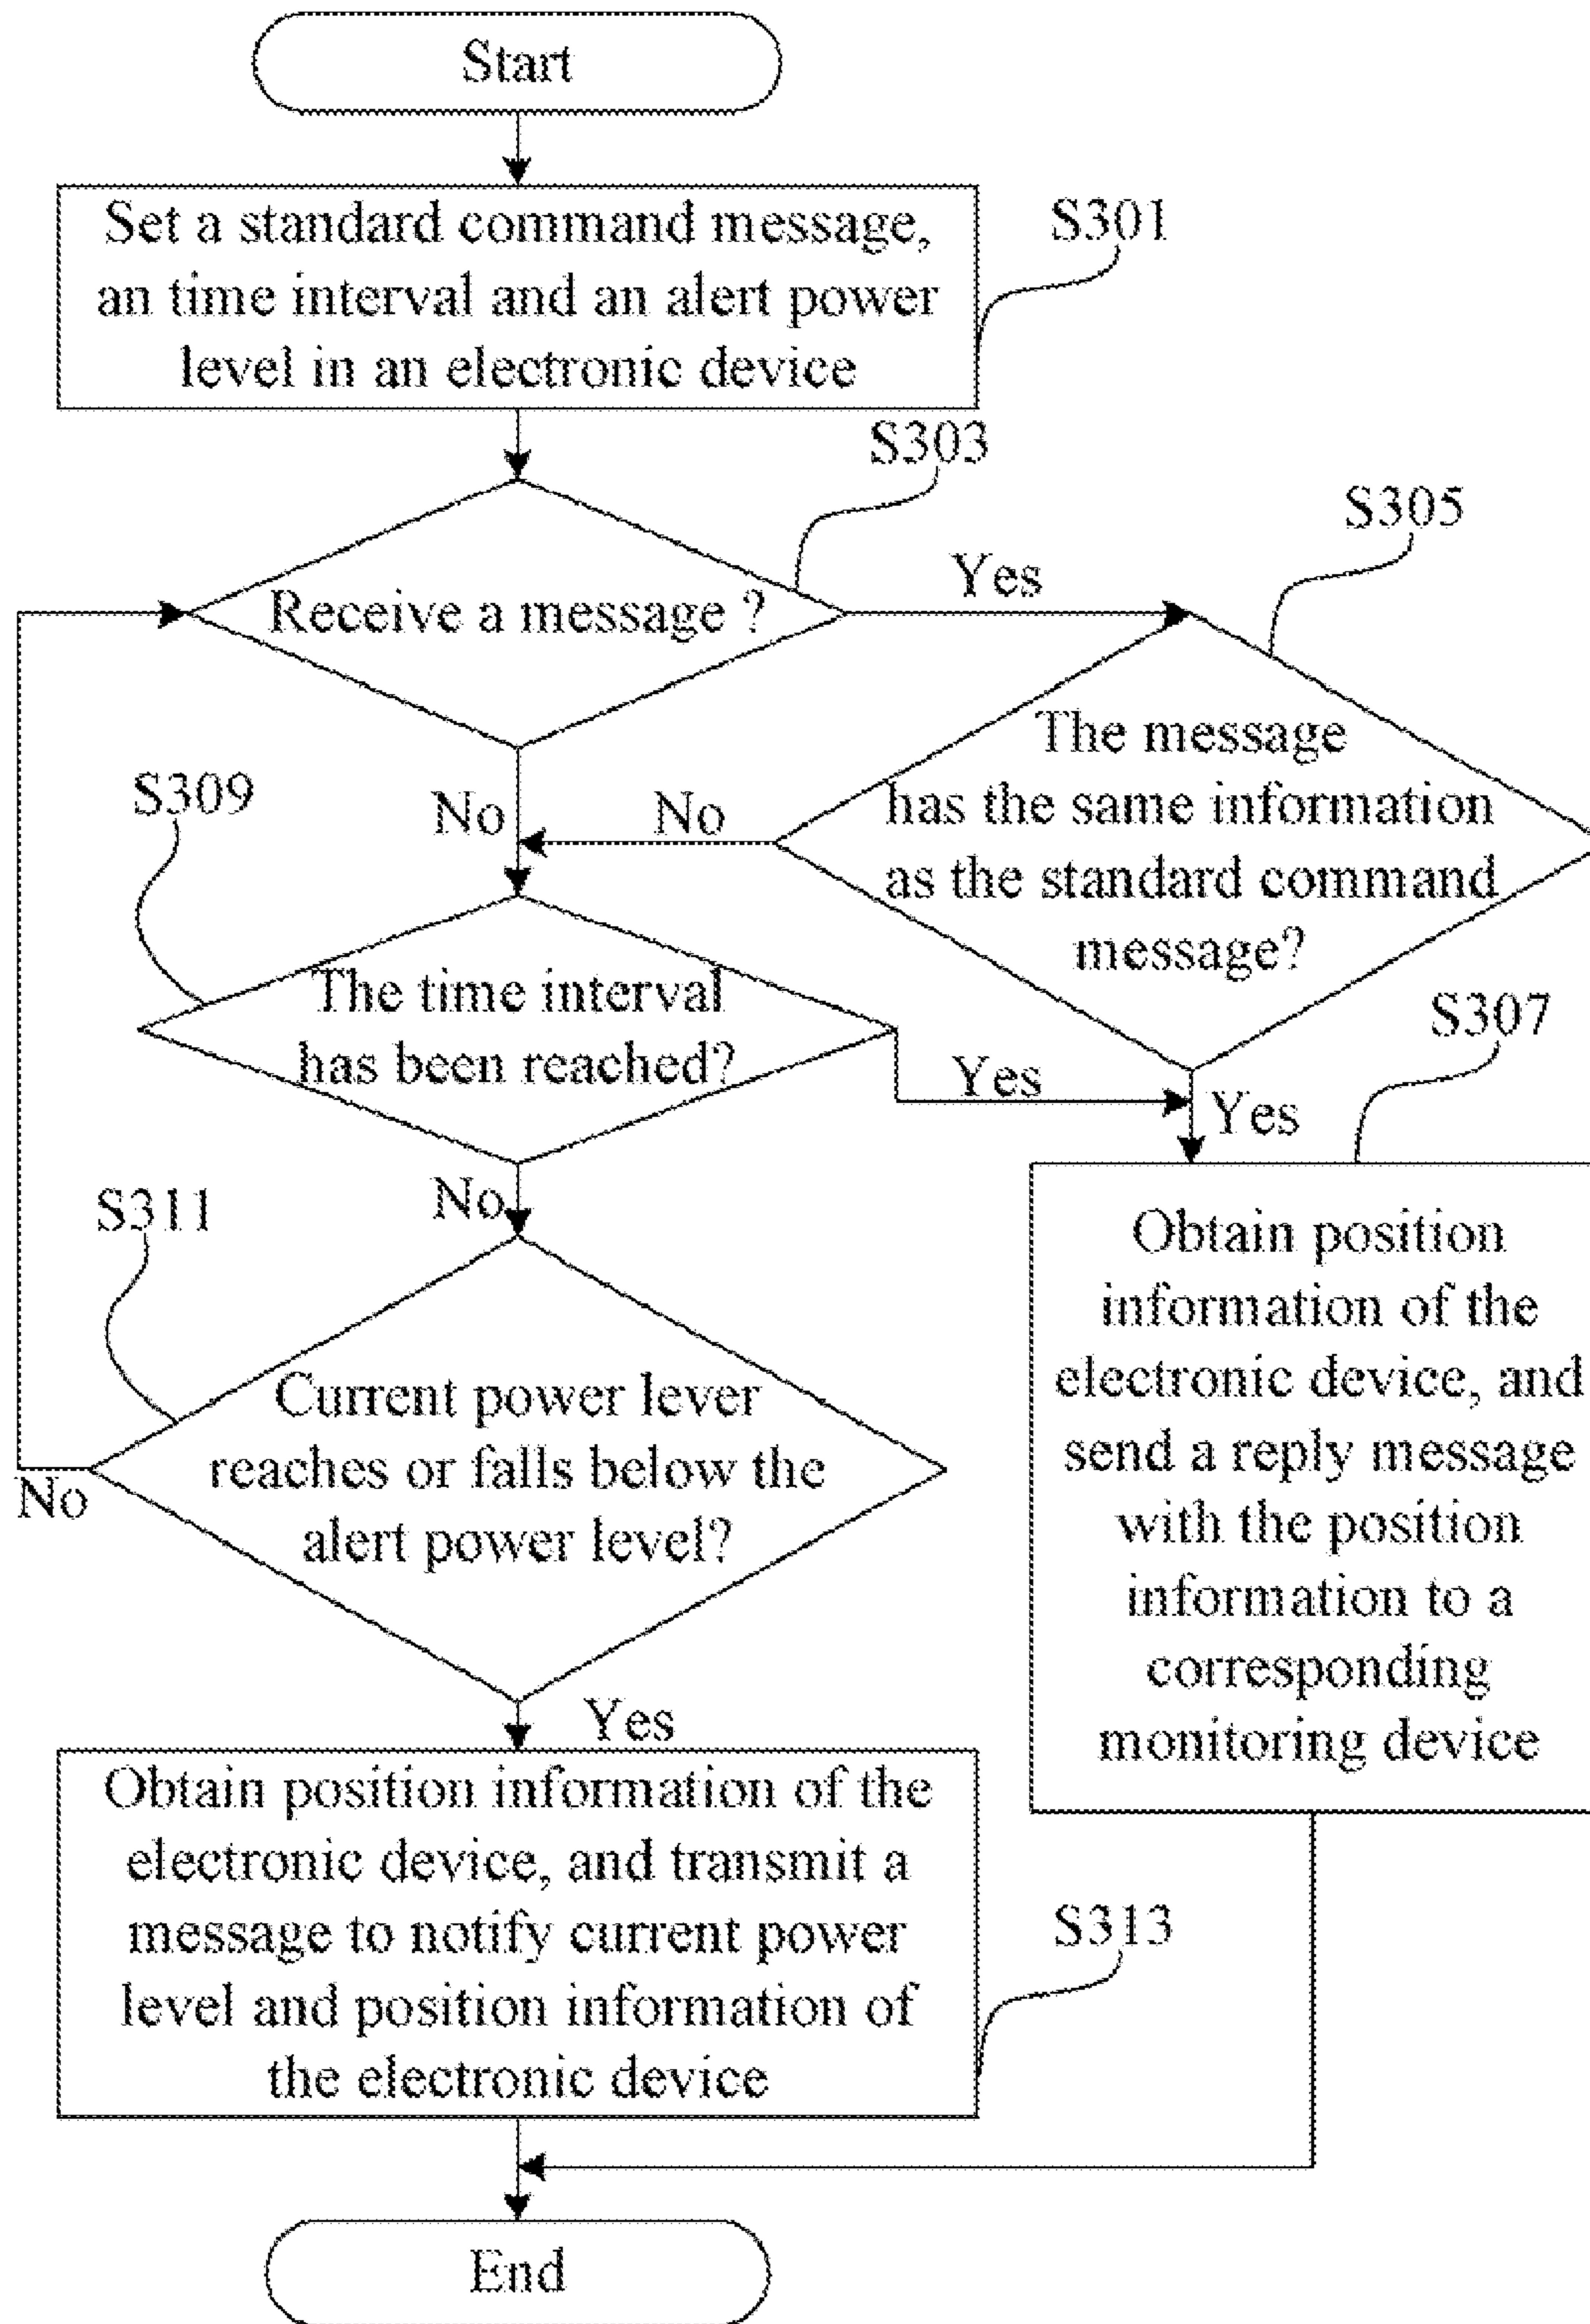 Start
Set a standard command message,
an time interval and an alert power
level in an electronic device
S301
S303
Receive a message ?
Yes
S305
The message
has the same information
as the standard command
message?
No
No
S309
The time interval
has been reached?
Yes
Yes
S307
No
S311
Current power lever
reaches or falls below the
alert power level?
No
Yes
Obtain position
information of the
electronic device, and
send a reply message
with the position
information to a
corresponding
monitoring device
Obtain position information of the
electronic device, and transmit a
message to notify current power
level and position information of
the electronic device
S313
End